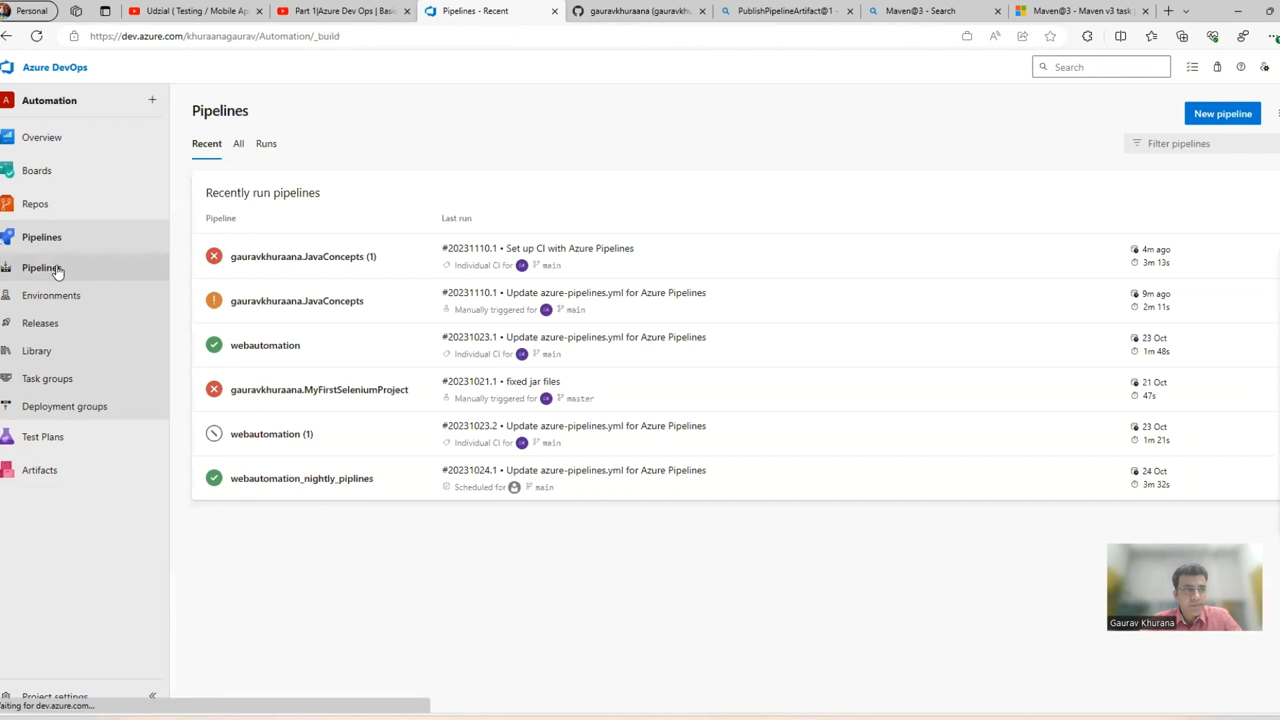 Personal
Udzial ( Testing / Mobile App
Part 1|Azure Dev Ops | Basic
Pipelines - Recent
gauravkhuraana (gauravkhu
PublishPipelineArtifact@1 -
Maven@3 - Search
Maven@3 - Maven v3 task
https://dev.azure.com/khuraanagaurav/Automation/_build
Azure DevOps
Search
A Automation
Overview
Boards
Repos
Pipelines
Pipelines
Environments
Releases
Library
Task groups
Deployment groups
Test Plans
Artifacts
Project settings
Waiting for dev.azure.com...
Pipelines
New pipeline
Recent All Runs
Filter pipelines
Recently run pipelines
Pipeline Last run
gauravkhuraana.JavaConcepts (1) #20231110.1 • Set up CI with Azure Pipelines 4m ago
Individual CI for GK main 3m 13s
gauravkhuraana.JavaConcepts #20231110.1 • Update azure-pipelines.yml for Azure Pipelines 9m ago
Manually triggered for GK main 2m 11s
webautomation #20231023.1 • Update azure-pipelines.yml for Azure Pipelines 23 Oct
Individual CI for GK main 1m 48s
gauravkhuraana.MyFirstSeleniumProject #20231021.1 • fixed jar files 21 Oct
Manually triggered for GK master 47s
webautomation (1) #20231023.2 • Update azure-pipelines.yml for Azure Pipelines 23 Oct
Individual CI for GK main 1m 21s
webautomation_nightly_piplines #20231024.1 • Update azure-pipelines.yml for Azure Pipelines 24 Oct
Scheduled for main 3m 32s
Gaurav Khurana